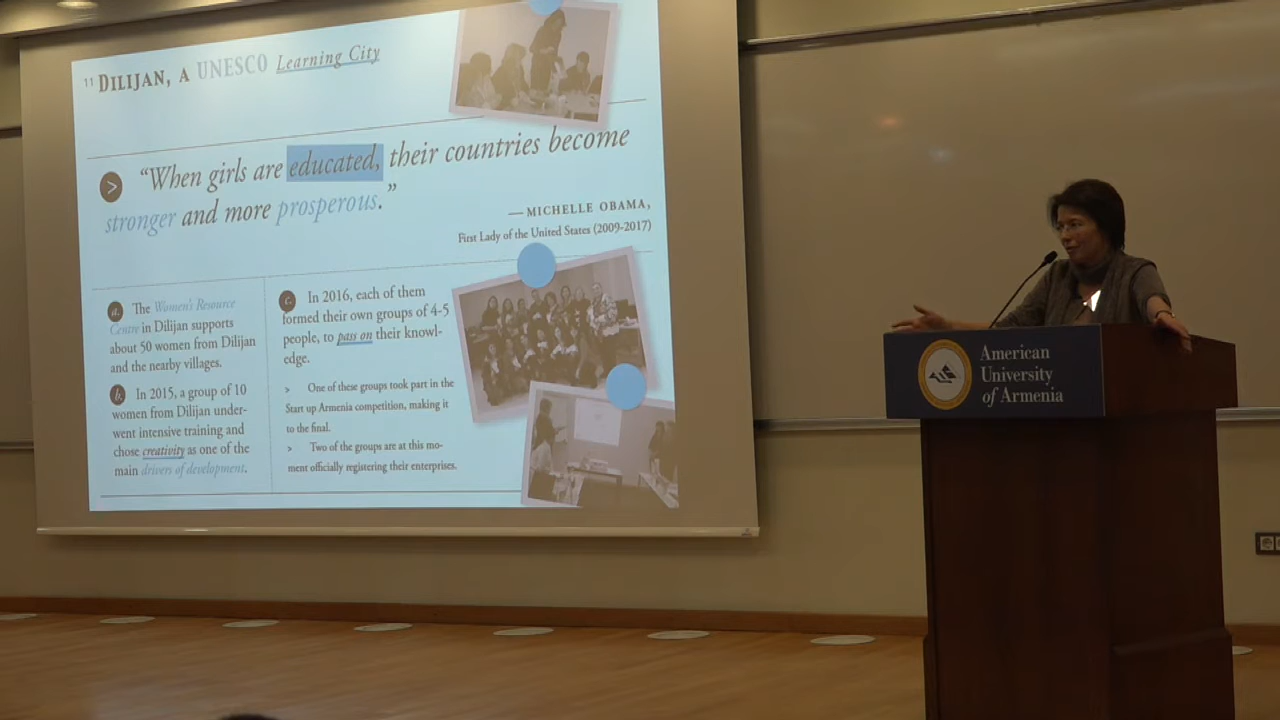 11 DILIJAN, A UNESCO Learning City
> “When girls are educated, their countries become
stronger and more prosperous.”
—MICHELLE OBAMA,
First Lady of the United States (2009-2017)
a. The Women's Resource
Centre in Dilijan supports
about 50 women from Dilijan
and the nearby villages.
b. In 2015, a group of 10
women from Dilijan under-
went intensive training and
chose creativity as one of the
main drivers of development.
c. In 2016, each of them
formed their own groups of 4-5
people, to pass on their knowl-
edge.
> One of these groups took part in the
Start up Armenia competition, making it
to the final.
> Two of the groups are at this mo-
ment officially registering their enterprises.
American
University
of Armenia